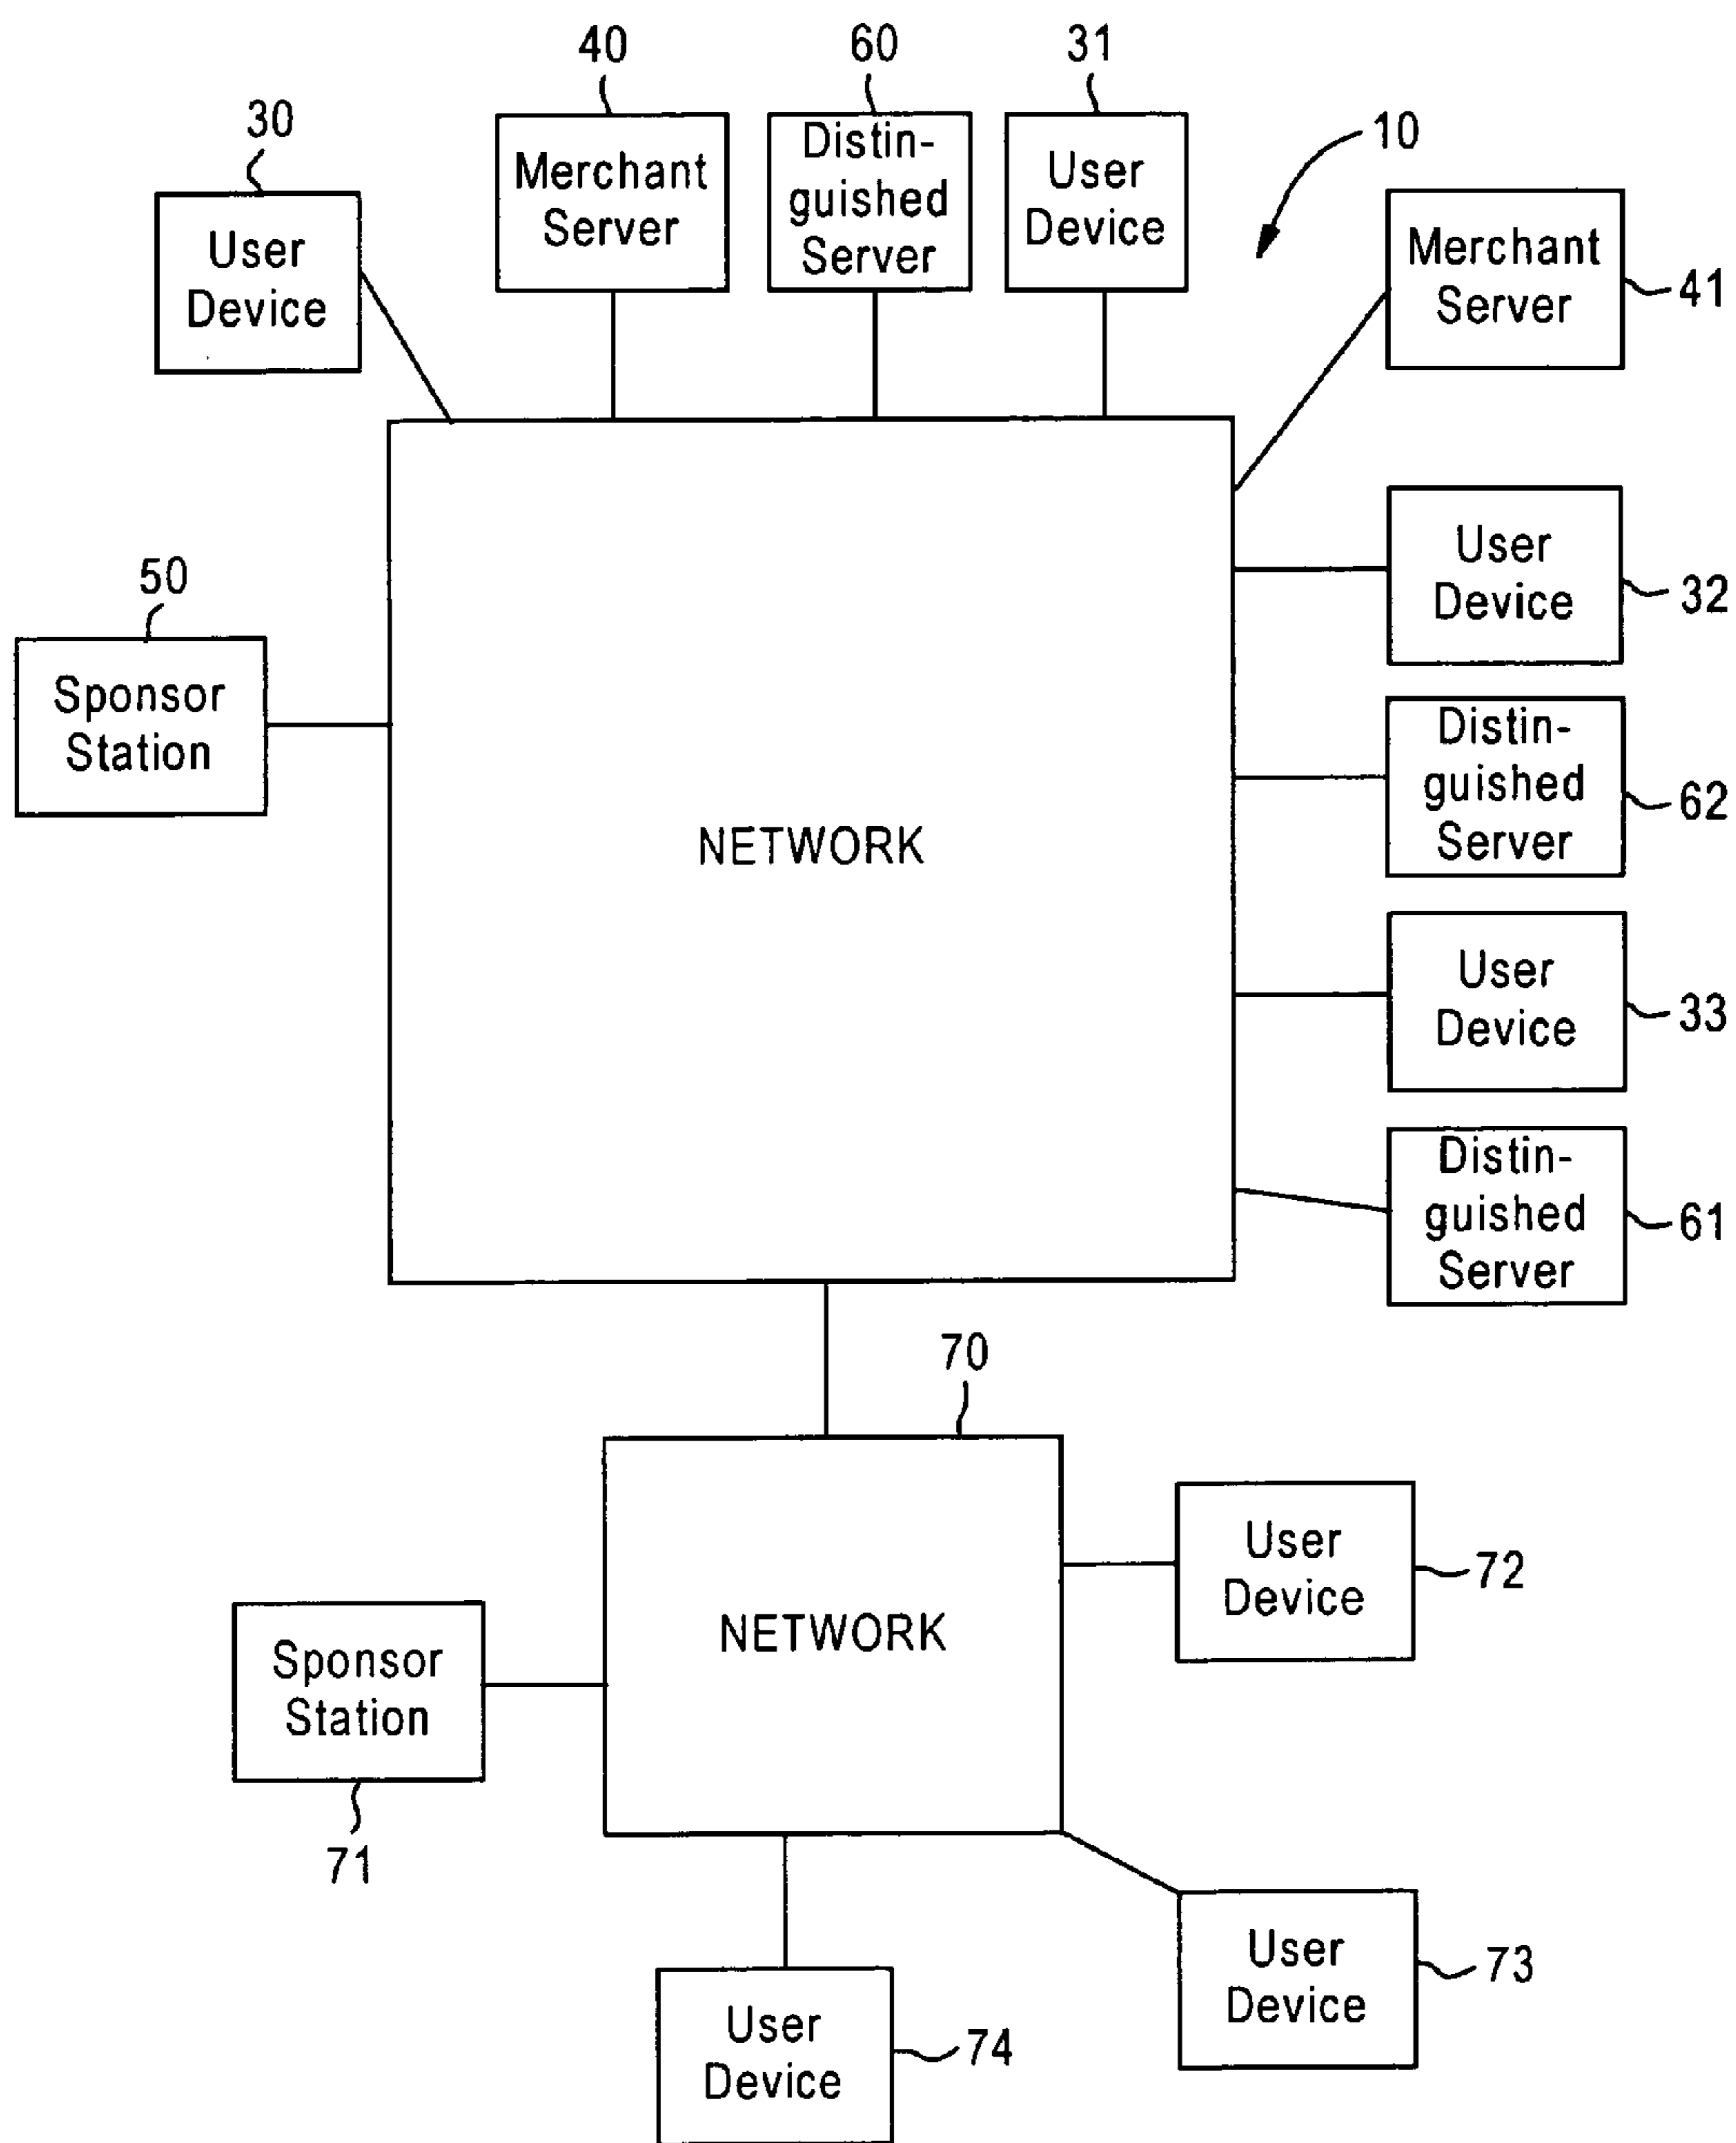 40
60
31
30
10
Merchant
Server
Distin-
guished
Server
User
Device
User
Device
Merchant
Server
41
50
User
Device
32
Sponsor
Station
Distin-
guished
Server
62
NETWORK
User
Device
33
Distin-
guished
Server
61
70
User
Device
72
NETWORK
Sponsor
Station
71
User
Device
73
User
Device
74